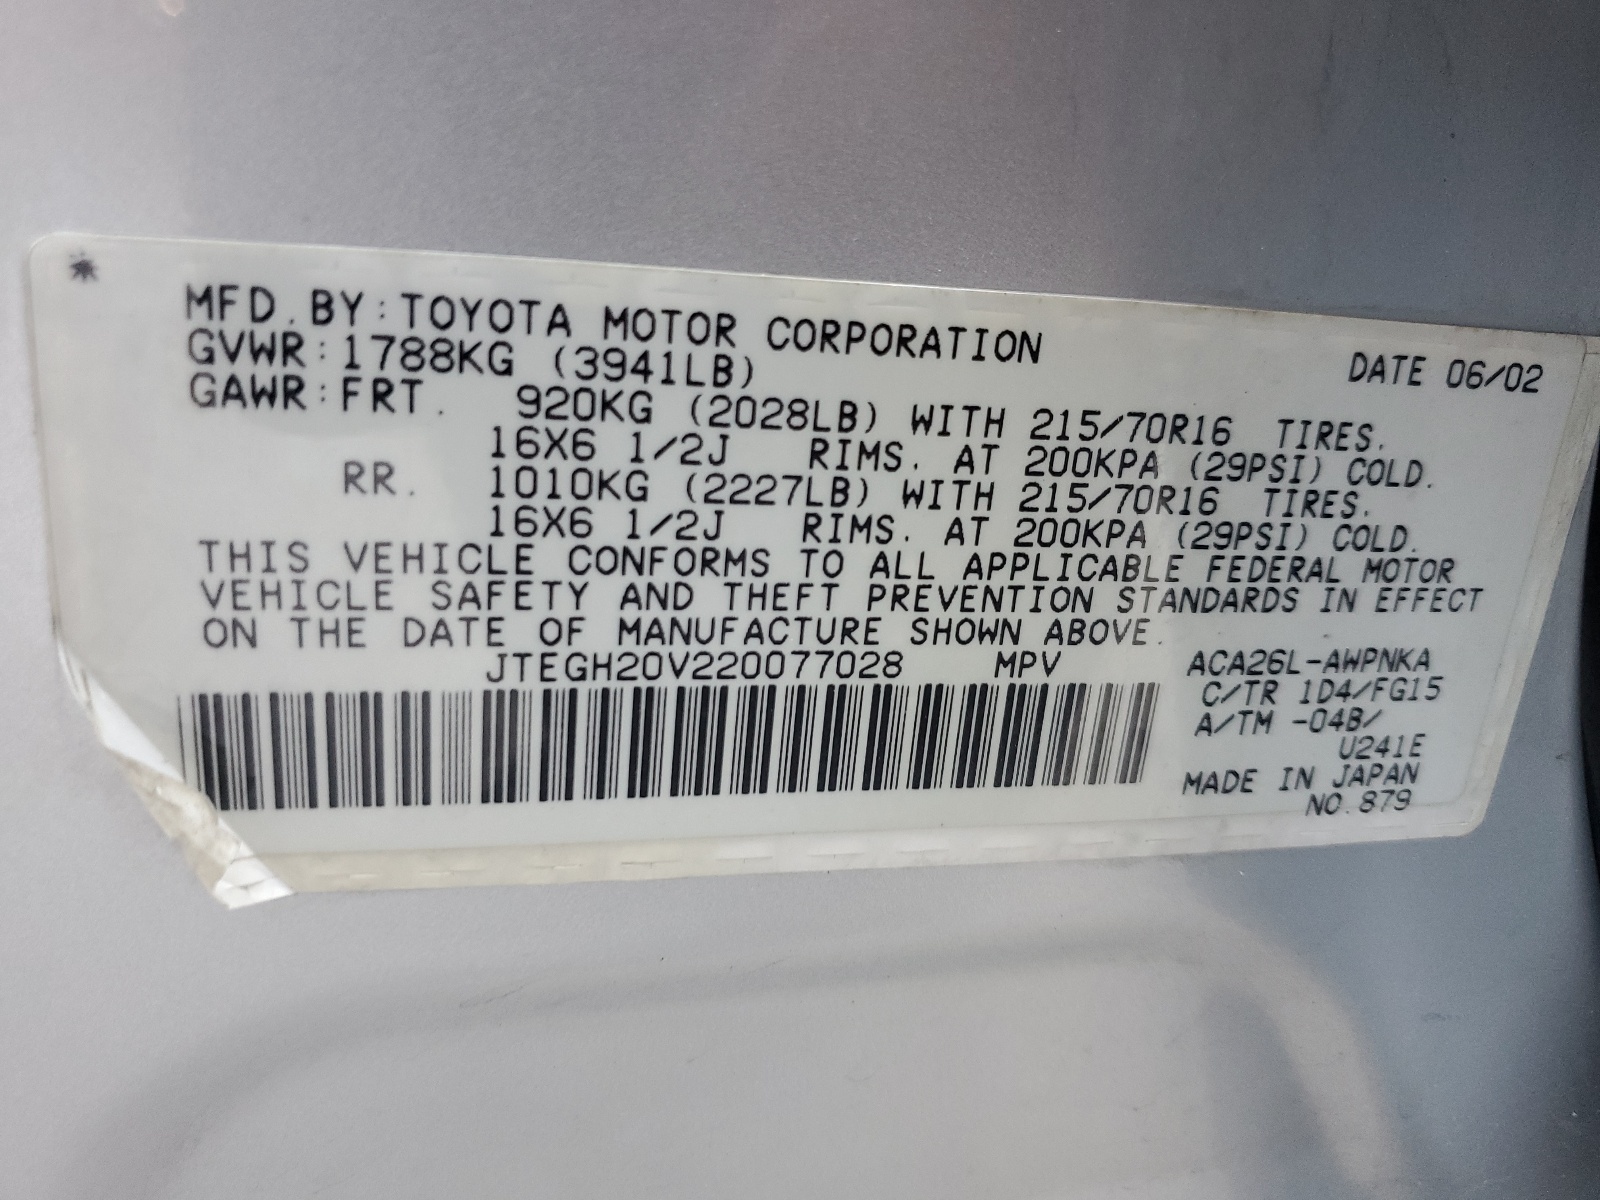 MFD. BY: TOYOTA MOTOR CORPORATION DATE 06/02
GVWR: 1788KG (3941LB)
GAWR: FRT. 920KG (2028LB) WITH 215/70R16 TIRES.
16X6 1/2J RIMS. AT 200KPA (29PSI) COLD.
RR. 1010KG (2227LB) WITH 215/70R16 TIRES.
16X6 1/2J RIMS. AT 200KPA (29PSI) COLD.
THIS VEHICLE CONFORMS TO ALL APPLICABLE FEDERAL MOTOR
VEHICLE SAFETY AND THEFT PREVENTION STANDARDS IN EFFECT
ON THE DATE OF MANUFACTURE SHOWN ABOVE.
JTEGH20V220077028 MPV ACA26L-AWPNKA
C/TR 1D4/FG15
A/TM -04B/
U241E
MADE IN JAPAN
NO.879